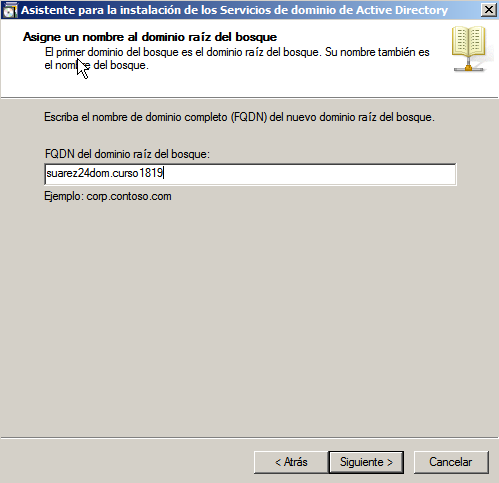 Asistente para la instalación de los Servicios de dominio de Active Directory
Asigne un nombre al dominio raíz del bosque
El primer dominio del bosque es el dominio raíz del bosque. Su nombre también es
el nombre del bosque.
Escriba el nombre de dominio completo (FQDN) del nuevo dominio raíz del bosque.
FQDN del dominio raíz del bosque:
suarez24dom.curso1819
Ejemplo: corp.contoso.com
< Atrás
Siguiente >
Cancelar